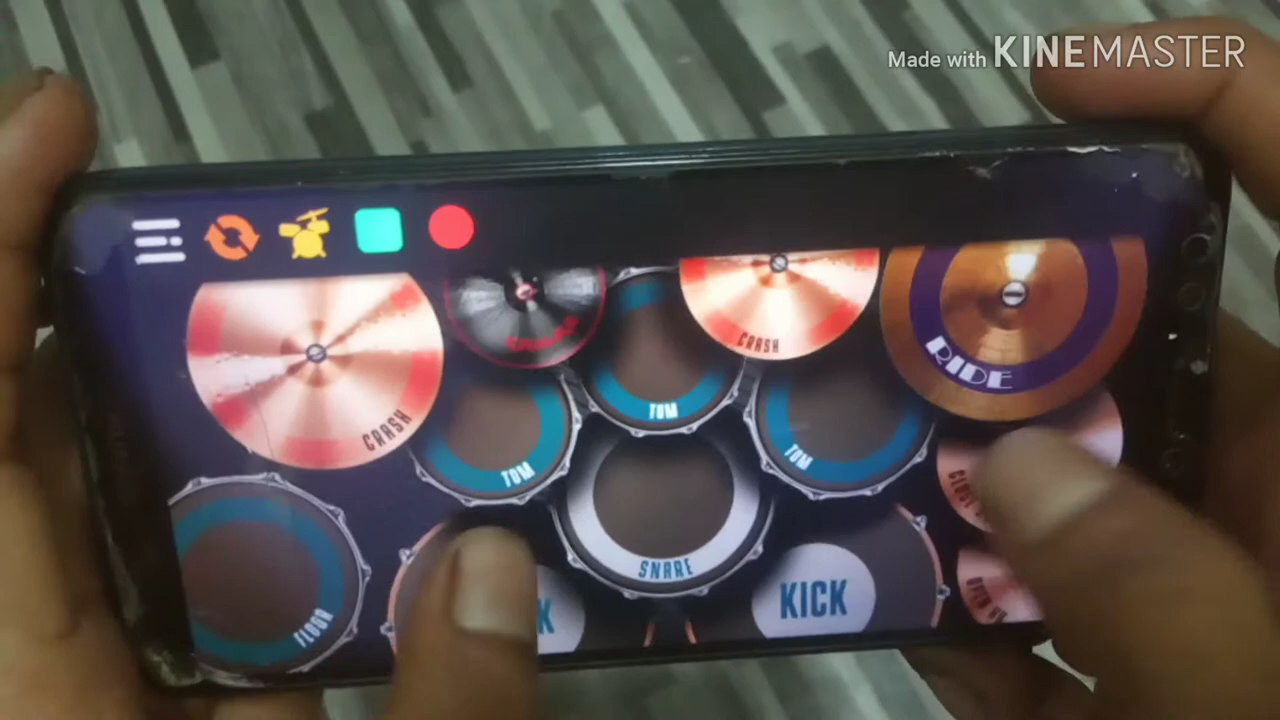 Made with KINEMASTER
CRASH
CRASH
RIDE
TOM
TOM
TOM
SNARE
FLOOR
K
KICK